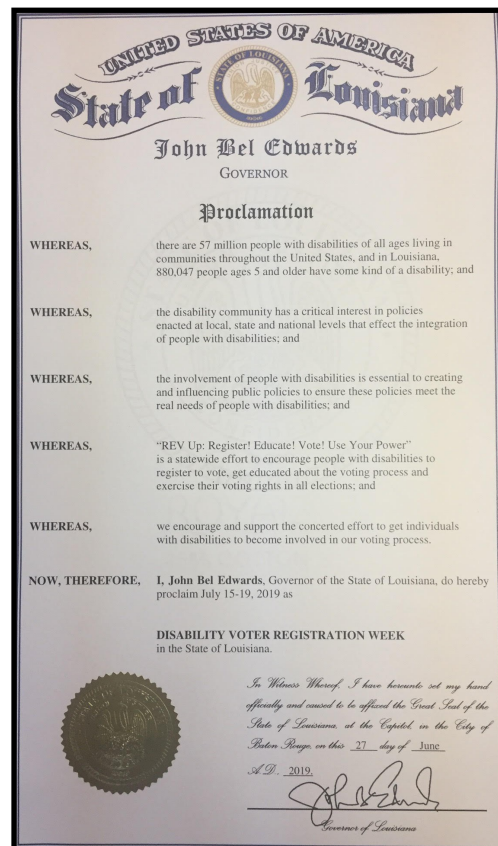 UNITED STATES OF AMERICA
State of Louisiana
STATE OF LOUISIANA
John Bel Edwards
GOVERNOR
Proclamation
WHEREAS, there are 57 million people with disabilities of all ages living in
communities throughout the United States, and in Louisiana,
880,047 people ages 5 and older have some kind of a disability; and
WHEREAS, the disability community has a critical interest in policies
enacted at local, state and national levels that effect the integration
of people with disabilities; and
WHEREAS, the involvement of people with disabilities is essential to creating
and influencing public policies to ensure these policies meet the
real needs of people with disabilities; and
WHEREAS, “REV Up: Register! Educate! Vote! Use Your Power”
is a statewide effort to encourage people with disabilities to
register to vote, get educated about the voting process and
exercise their voting rights in all elections; and
WHEREAS, we encourage and support the concerted effort to get individuals
with disabilities to become involved in our voting process.
NOW, THEREFORE, I, John Bel Edwards, Governor of the State of Louisiana, do hereby
proclaim July 15-19, 2019 as
DISABILITY VOTER REGISTRATION WEEK
in the State of Louisiana.
In Witness Whereof, I have hereunto set my hand
officially and caused to be affixed the Great Seal of the
State of Louisiana, at the Capitol, in the City of
Baton Rouge, on this 27 day of June
A.D. 2019.
Governor of Louisiana